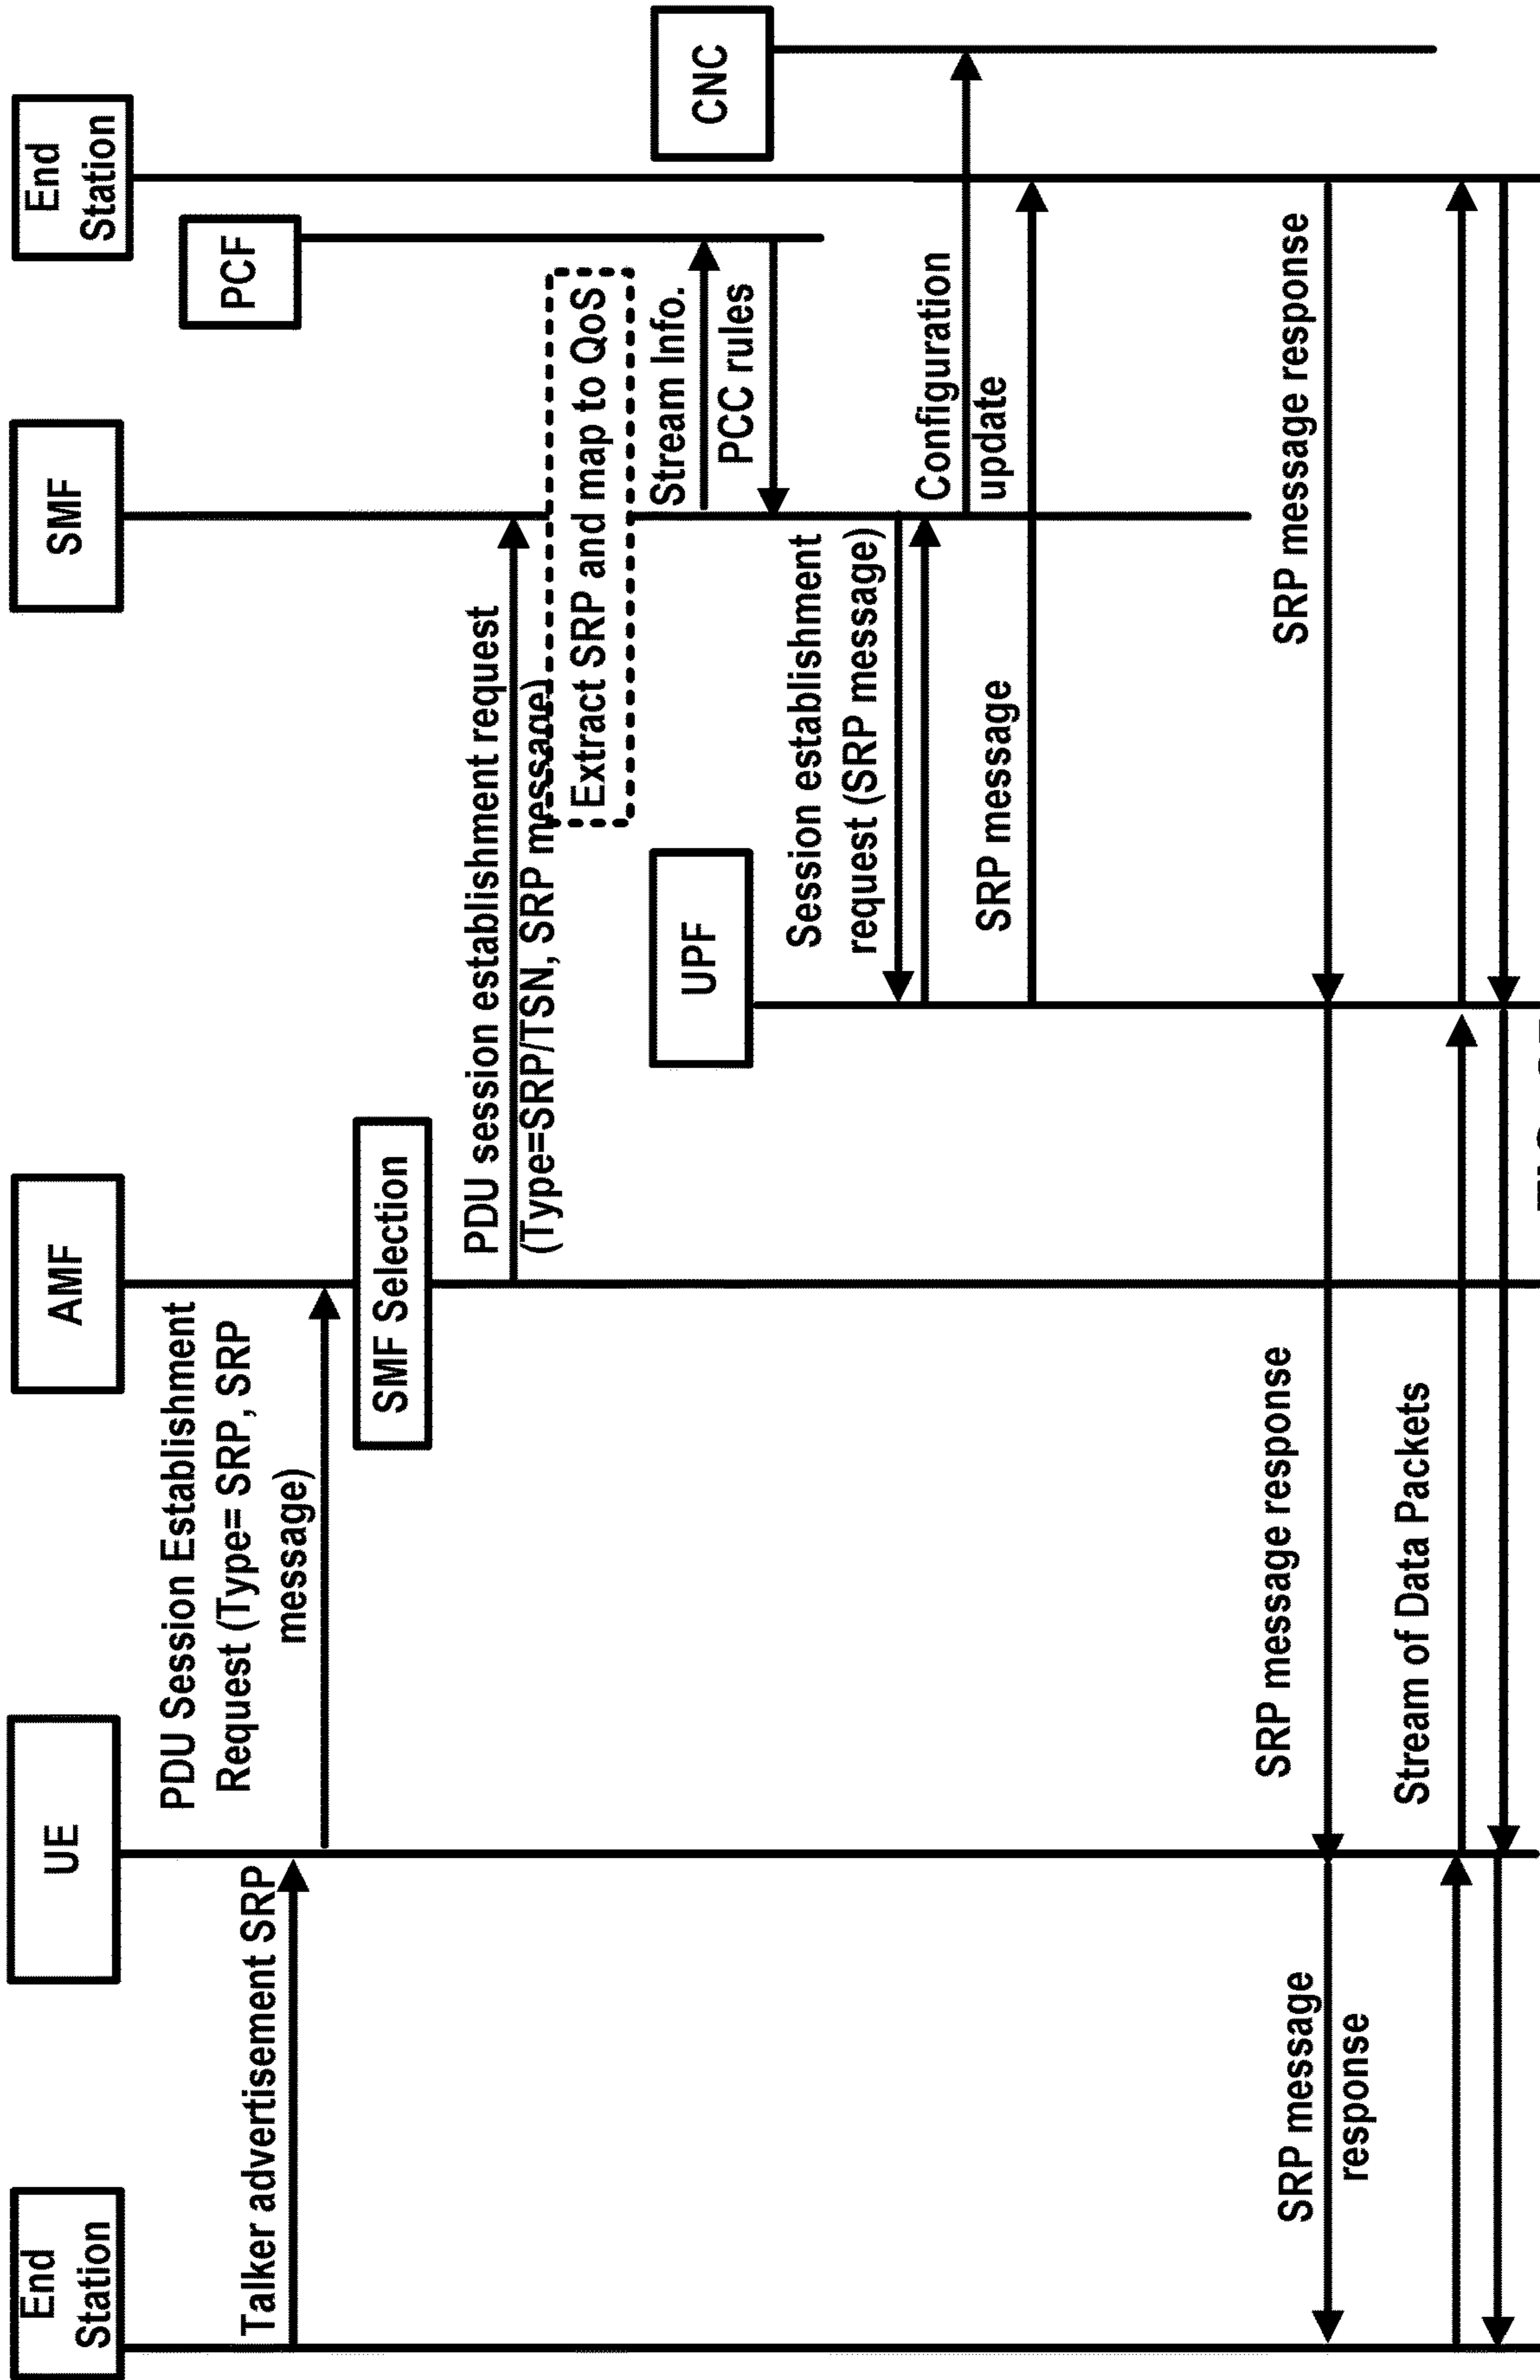 End
Station
UE
AMF
SMF
PCF
End
Station
CNC
Talker advertisement SRP
PDU Session Establishment
Request (Type= SRP, SRP
message)
SMF Selection
PDU session establishment request
(Type=SRP/TSN, SRP message)
Extract SRP and map to QoS
Stream Info.
PCC rules
UPF
Session establishment
request (SRP message)
Configuration
update
SRP message
SRP message response
SRP message response
SRP message
response
Stream of Data Packets